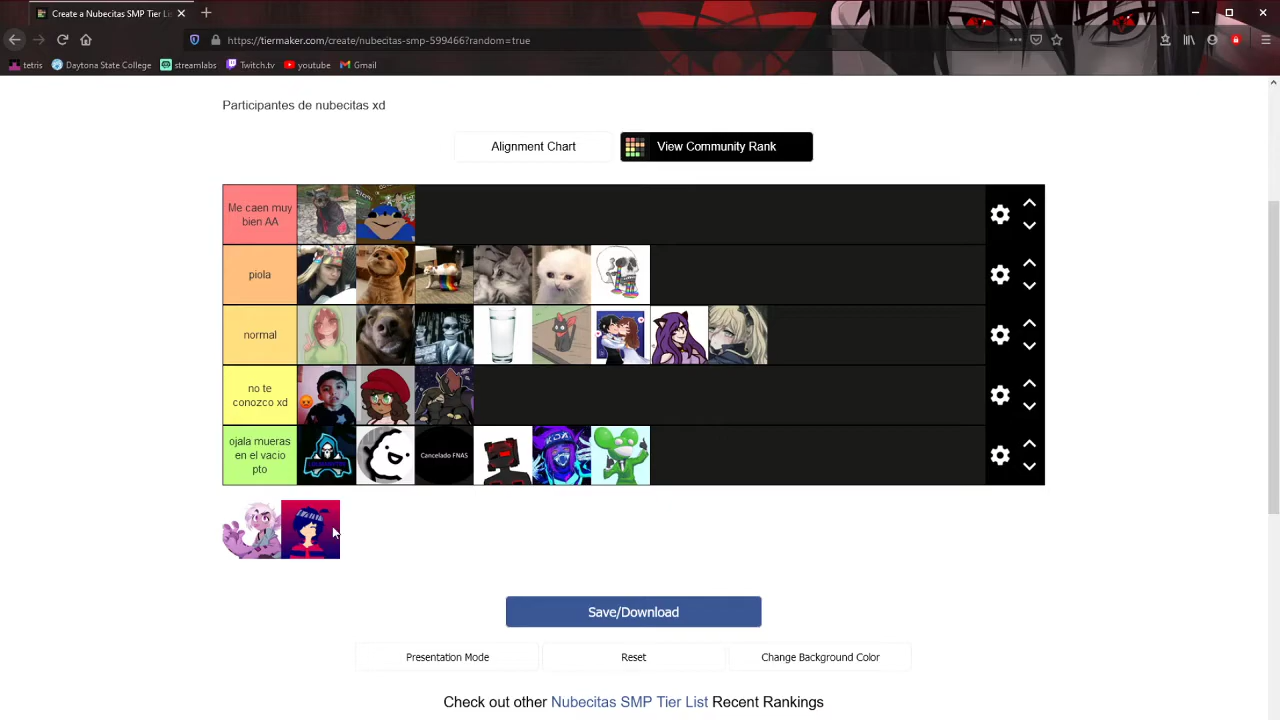 Create a Nubecitas SMP Tier Li
https://tiermaker.com/create/nubecitas-smp-599466?random=true
tetris
Daytona State College
streamlabs
Twitch.tv
youtube
Gmail
Participantes de nubecitas xd
Alignment Chart
View Community Rank
Me caen muy
bien AA
piola
normal
no te
conozco xd
ojala mueras
en el vacio
pto
Cancelado FNAS
KDA
Save/Download
Presentation Mode
Reset
Change Background Color
Check out other Nubecitas SMP Tier List Recent Rankings